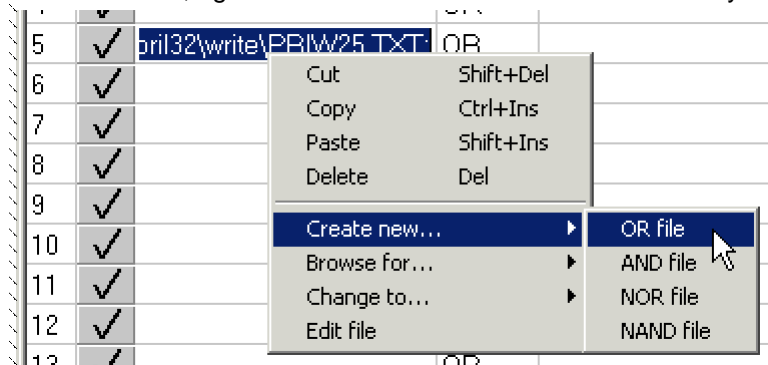 5 pril32\write\PBIW25.TXT: OR
Cut Shift+Del
6
Copy Ctrl+Ins
7
Paste Shift+Ins
8
Delete Del
9
Create new... OR file
10
Browse for... AND file
11
Change to... NOR file
12
Edit file NAND file
13 OR